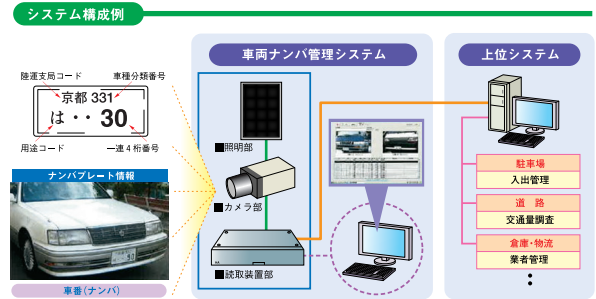 システム構成例
陸運支局コード
車種分類番号
京都 331
は ・・ 30
用途コード
一連4桁番号
ナンバプレート情報
車番(ナンバ)
車両ナンバ管理システム
■照明部
■カメラ部
■読取装置部
上位システム
駐車場
入出管理
道 路
交通量調査
倉庫・物流
業者管理